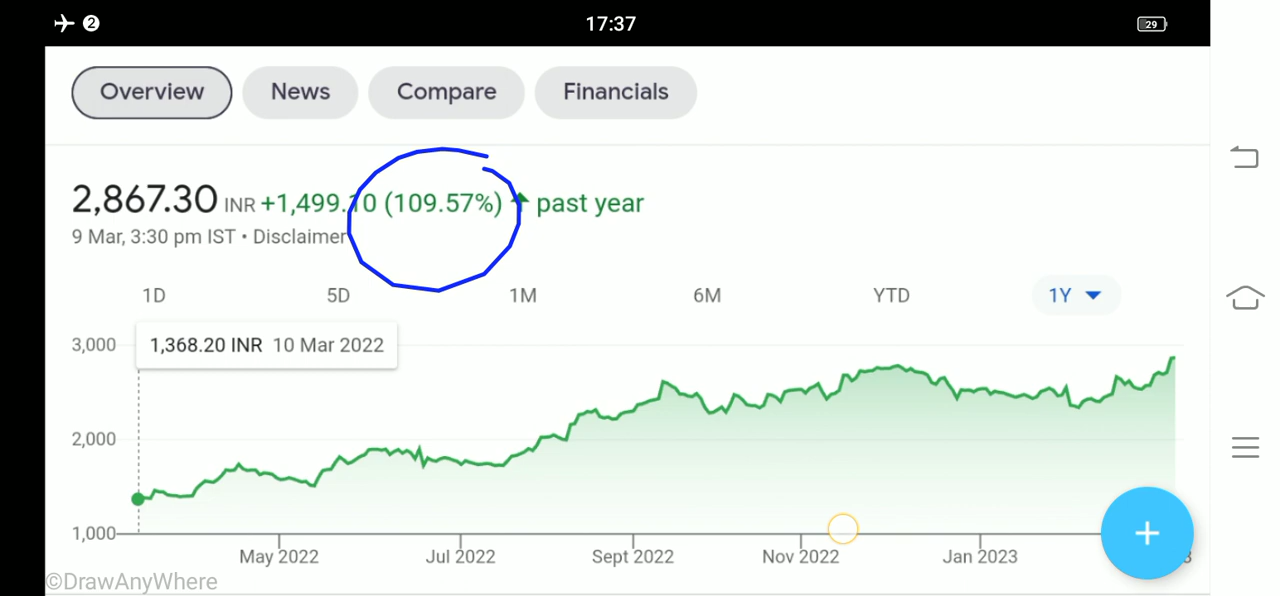 2 17:37 29
Overview News Compare Financials
2,867.30 INR +1,499.10 (109.57%) past year
9 Mar, 3:30 pm IST • Disclaimer
1D 5D 1M 6M YTD 1Y
1,368.20 INR 10 Mar 2022
3,000
2,000
1,000
May 2022 Jul 2022 Sept 2022 Nov 2022 Jan 2023
©DrawAnyWhere